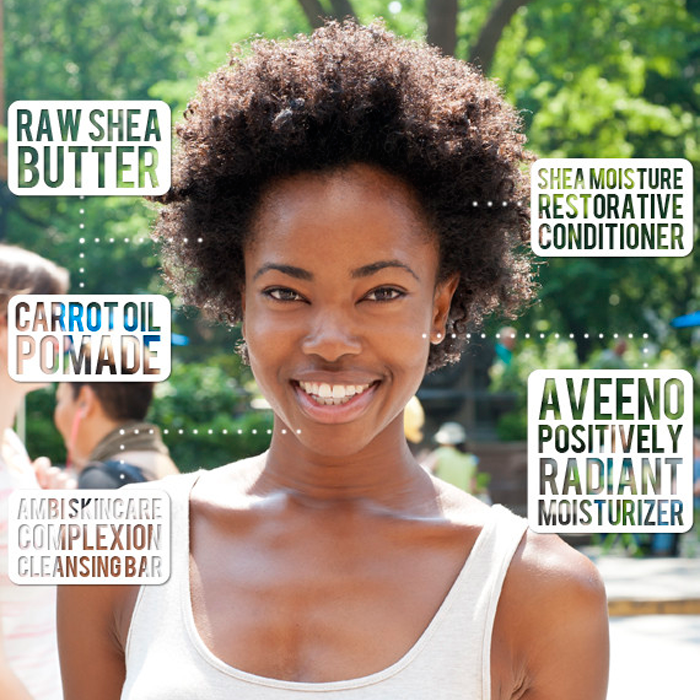 RAW SHEA
BUTTER
SHEA MOISTURE
RESTORATIVE
CONDITIONER
CARROT OIL
POMADE
AVEENO
POSITIVELY
RADIANT
MOISTURIZER
AMBI SKINCARE
COMPLEXION
CLEANSING BAR